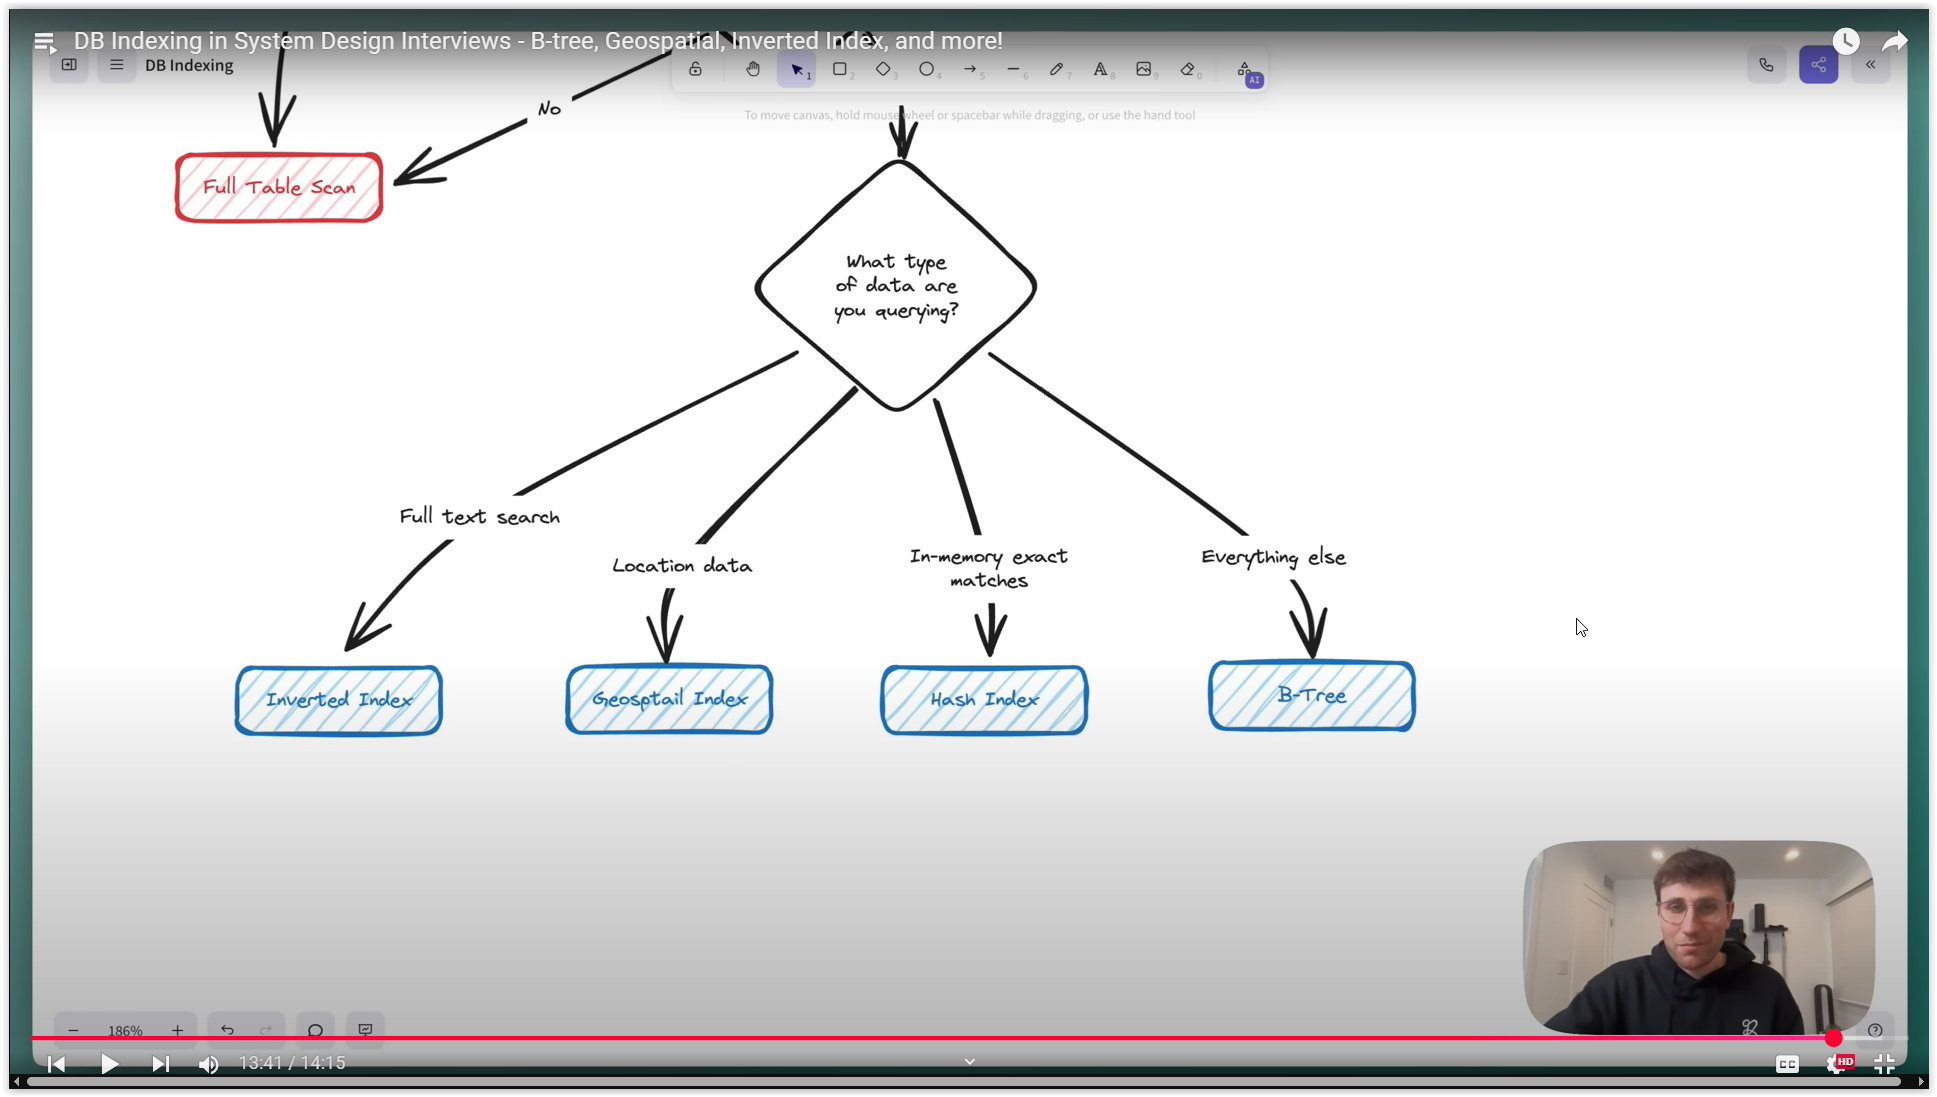 DB Indexing in System Design Interviews - B-tree, Geospatial, Inverted Index, and more!
DB Indexing
1
2
3
4
5
6
7
8
9
0
AI
To move canvas, hold mouse wheel or spacebar while dragging, or use the hand tool
No
Full Table Scan
What type
of data are
you querying?
Full text search
Location data
In-memory exact
matches
Everything else
Inverted Index
Geosptail Index
Hash Index
B-Tree
186%
13:41 / 14:15
CC
HD